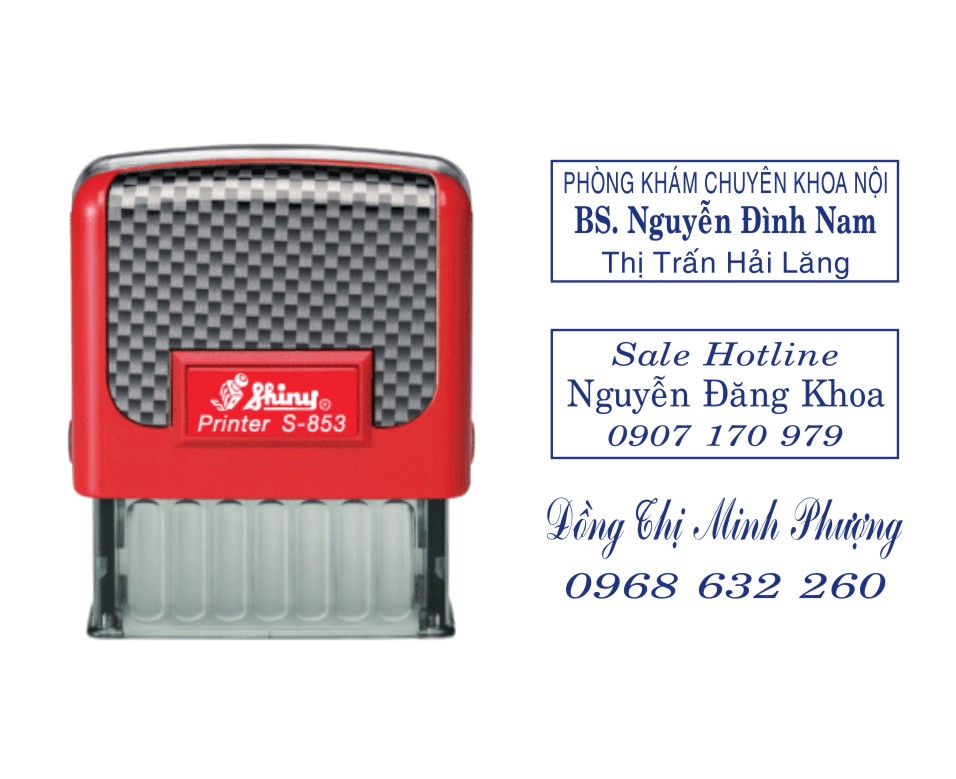 Shiny ®
Printer S-853
PHÒNG KHÁM CHUYÊN KHOA NỘI
BS. Nguyễn Đình Nam
Thị Trấn Hải Lăng
Sale Hotline
Nguyễn Đăng Khoa
0907 170 979
Đồng Thị Minh Phượng
0968 632 260